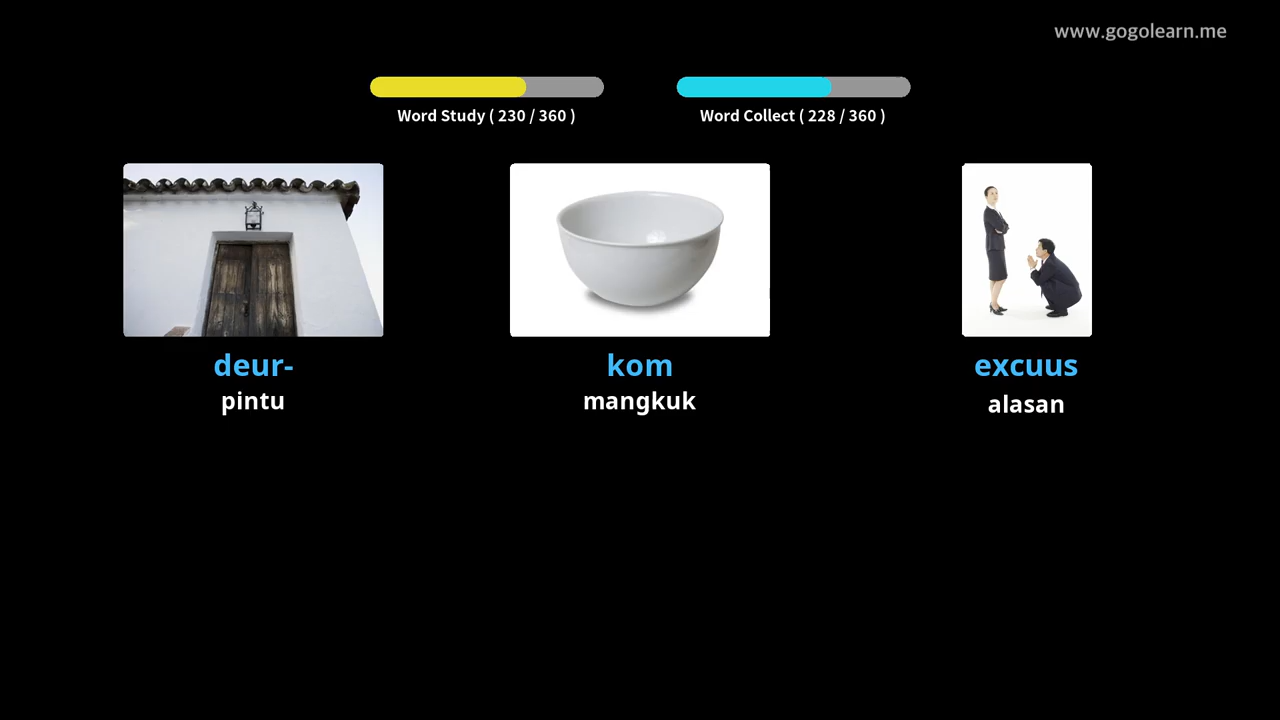 www.gogolearn.me
Word Study ( 230 / 360 )
Word Collect ( 228 / 360 )
deur-
pintu
kom
mangkuk
excuus
alasan